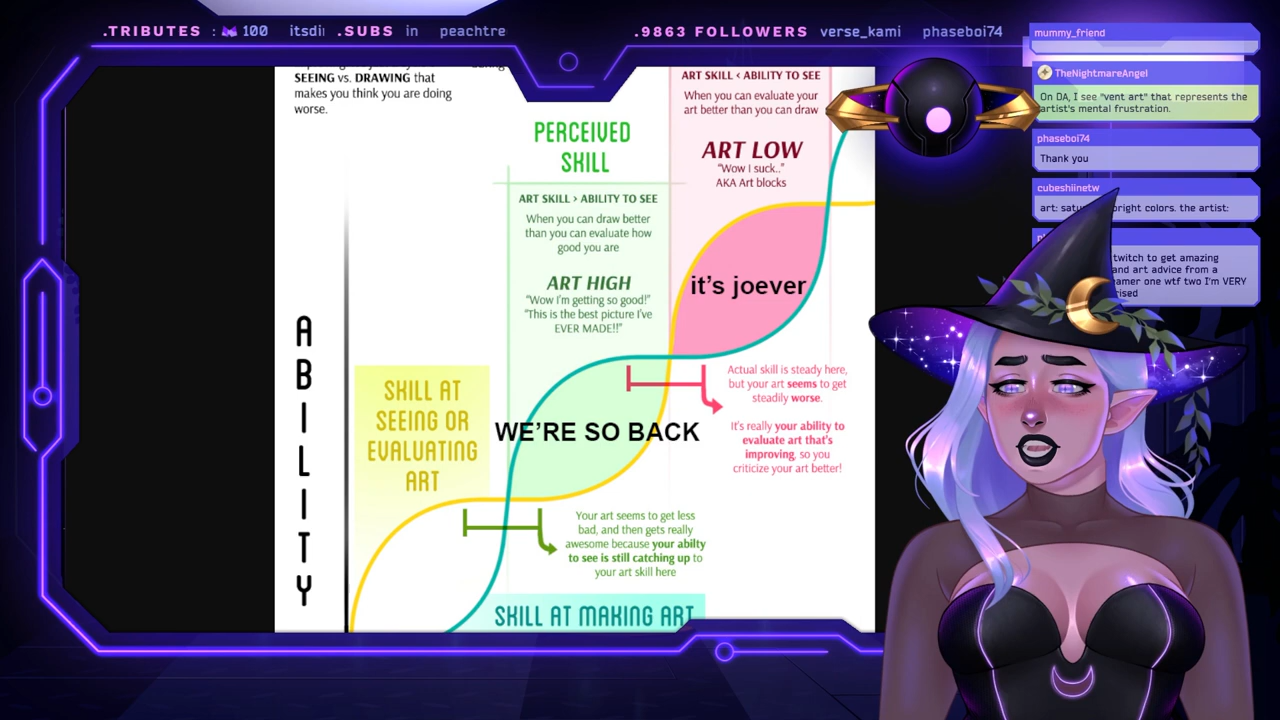 .TRIBUTES : 100 itsdi .SUBS in peachtre .9863 FOLLOWERS verse_kami phaseboi74
SEEING vs. DRAWING that
makes you think you are doing
worse.
PERCEIVED
SKILL
ART SKILL > ABILITY TO SEE
When you can draw better
than you can evaluate how
good you are
ART HIGH
"Wow I'm getting so good!"
"This is the best picture I've
EVER MADE!!"
ART SKILL < ABILITY TO SEE
When you can evaluate your
art better than you can draw
ART LOW
"Wow I suck.."
AKA Art blocks
it's joever
WE'RE SO BACK
ABILITY
SKILL AT
SEEING OR
EVALUATING
ART
Actual skill is steady here,
but your art seems to get
steadily worse.
It's really your ability to
evaluate art that's
improving, so you
criticize your art better!
Your art seems to get less
bad, and then gets really
awesome because your abilty
to see is still catching up to
your art skill here
SKILL AT MAKING ART
mummy_friend
TheNightmareAngel
On DA, I see "vent art" that represents the
artist's mental frustration.
phaseboi74
Thank you
cubeshiinetw
art: bright colors. the artist:
twitch to get amazing
and art advice from a
one wtf two I'm VERY